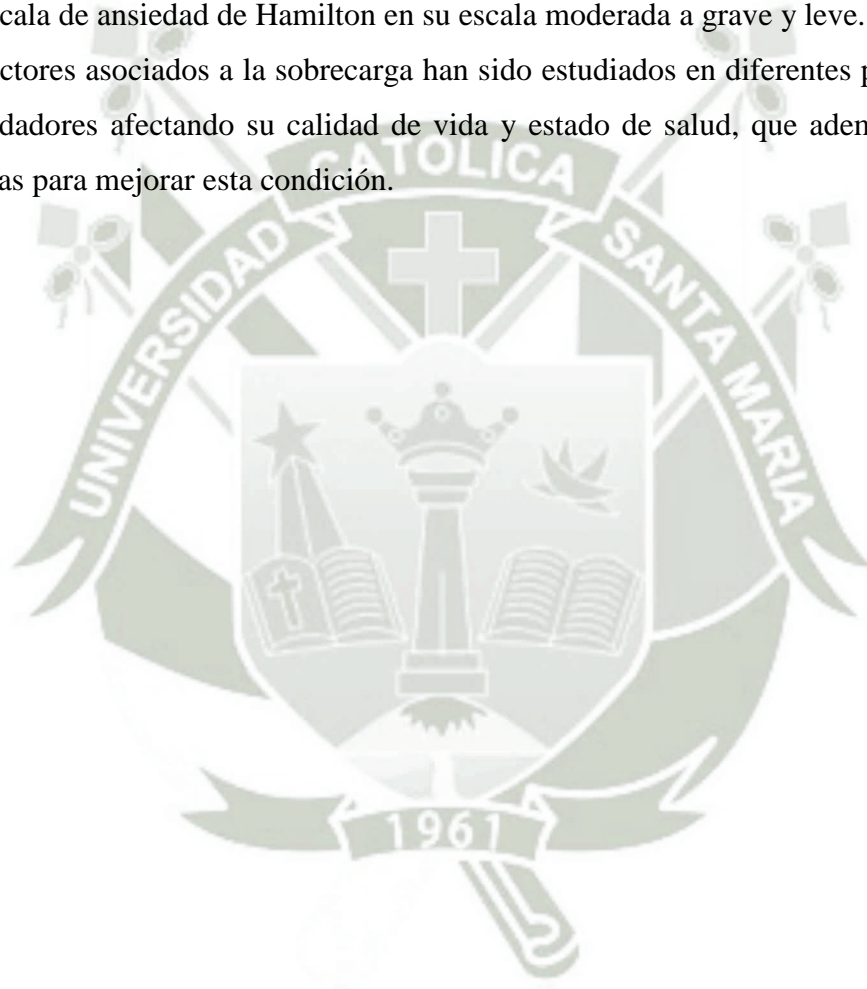 cala de ansiedad de Hamilton en su escala moderada a grave y leve.
ctores asociados a la sobrecarga han sido estudiados en diferentes p
dadores afectando su calidad de vida y estado de salud, que adem
as para mejorar esta condición.
UNIVERSIDAD CATOLICA SANTA MARIA
1961